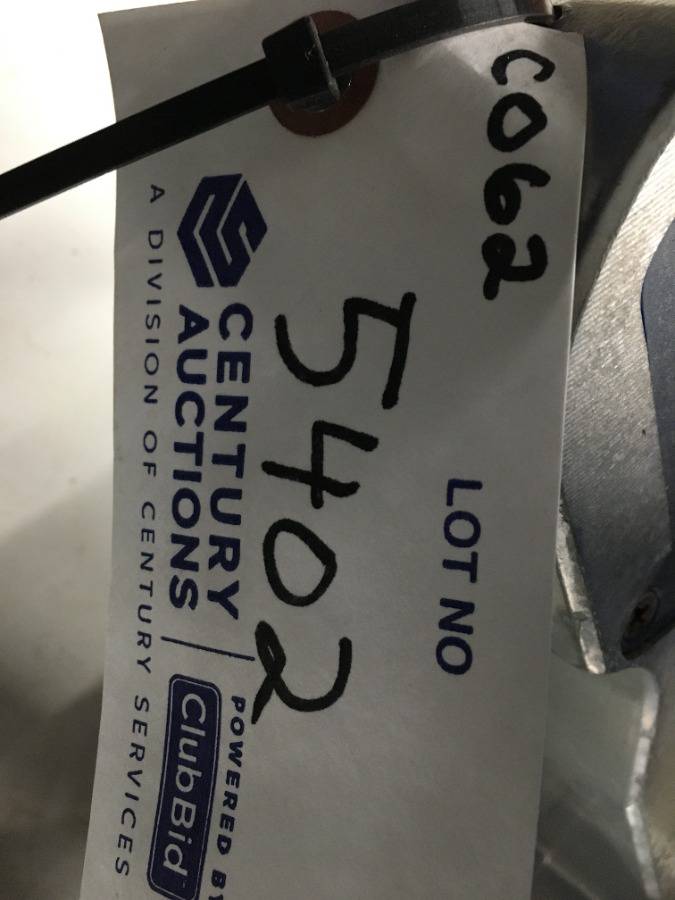 C062
LOT NO
5402
CENTURY
AUCTIONS
POWERED BY
ClubBid
A DIVISION OF CENTURY SERVICES